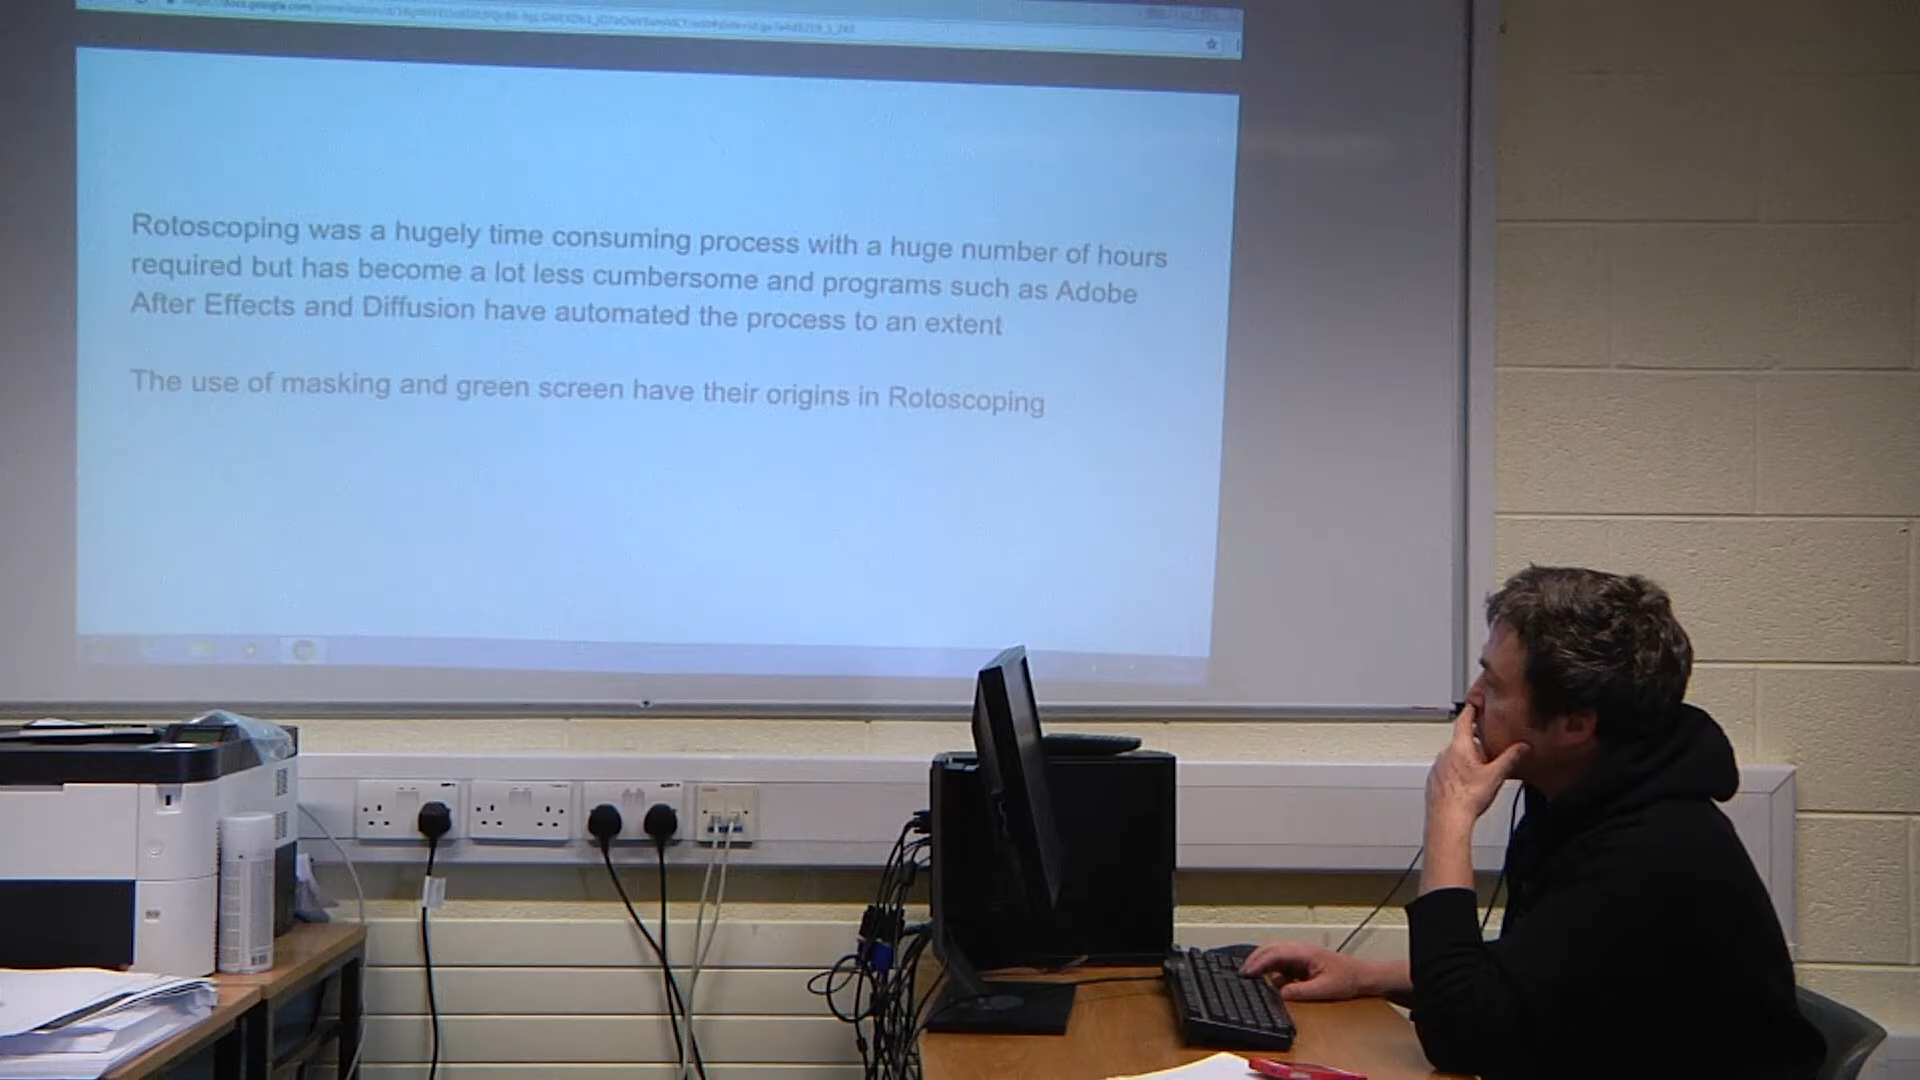 Rotoscoping was a hugely time consuming process with a huge number of hours
required but has become a lot less cumbersome and programs such as Adobe
After Effects and Diffusion have automated the process to an extent
The use of masking and green screen have their origins in Rotoscoping